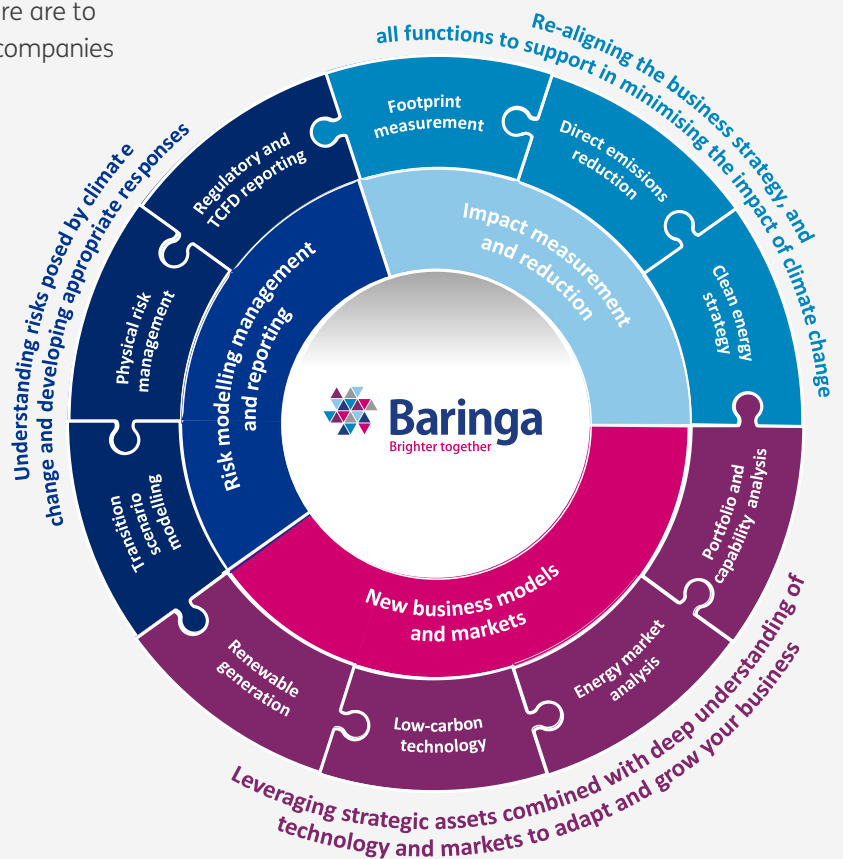 re are to
companies
Re-aligning the business strategy, and
all functions to support in minimising the impact of climate change
Understanding risks posed by climate
change and developing appropriate responses
Footprint
measurement
Direct emissions
reduction
Clean energy
strategy
Regulatory and
TCFD reporting
Physical risk
management
Transition
scenario
modelling
Impact measurement
and reduction
Risk modelling management
and reporting
Baringa
Brighter together
New business models
and markets
Portfolio and
capability analysis
Energy market
analysis
Low-carbon
technology
Renewable
generation
Leveraging strategic assets combined with deep understanding of
technology and markets to adapt and grow your business